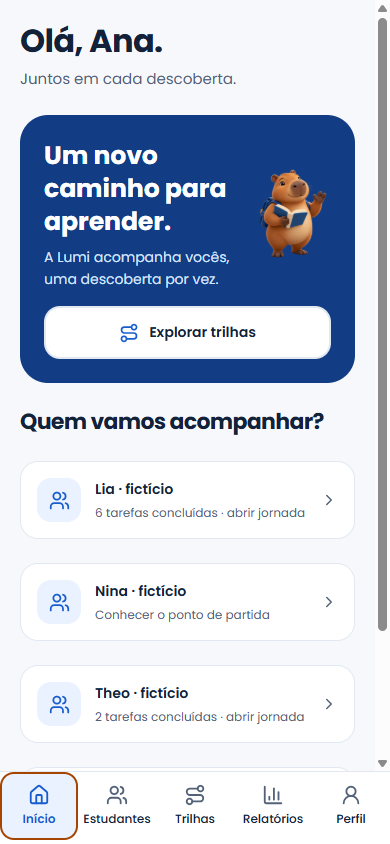 Olá, Ana.
Juntos em cada descoberta.
Um novo
caminho para
aprender.
A Lumi acompanha vocês,
uma descoberta por vez.
Explorar trilhas
Quem vamos acompanhar?
Lia · fictício
6 tarefas concluídas · abrir jornada
Nina · fictício
Conhecer o ponto de partida
Theo · fictício
2 tarefas concluídas · abrir jornada
Início
Estudantes
Trilhas
Relatórios
Perfil